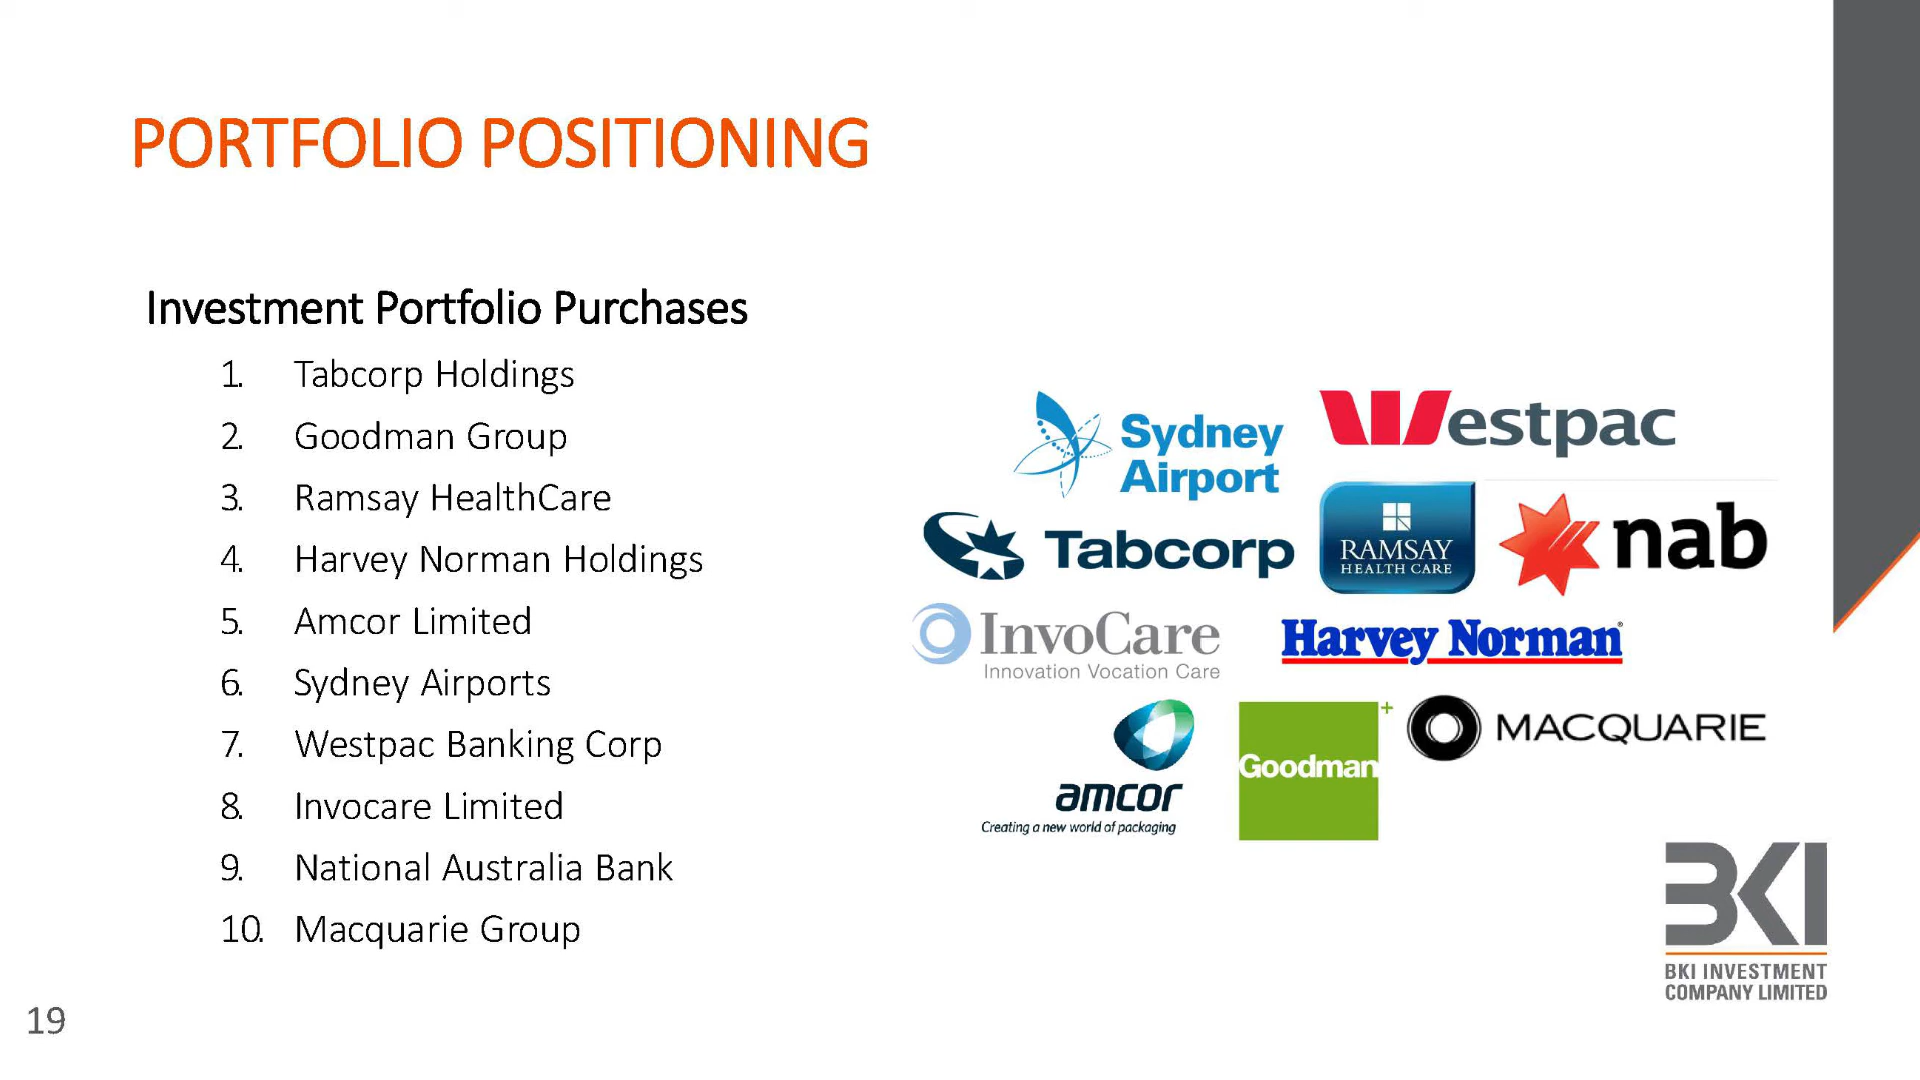 PORTFOLIO POSITIONING
Investment Portfolio Purchases
1. Tabcorp Holdings
2. Goodman Group
3. Ramsay HealthCare
4. Harvey Norman Holdings
5. Amcor Limited
6. Sydney Airports
7. Westpac Banking Corp
8. Invocare Limited
9. National Australia Bank
10. Macquarie Group
Sydney
Airport
Westpac
Tabcorp
RAMSAY
HEALTH CARE
nab
InvoCare
Innovation Vocation Care
Harvey Norman
amcor
Creating a new world of packaging
Goodman
+
MACQUARIE
BKI
BKI INVESTMENT
COMPANY LIMITED
19